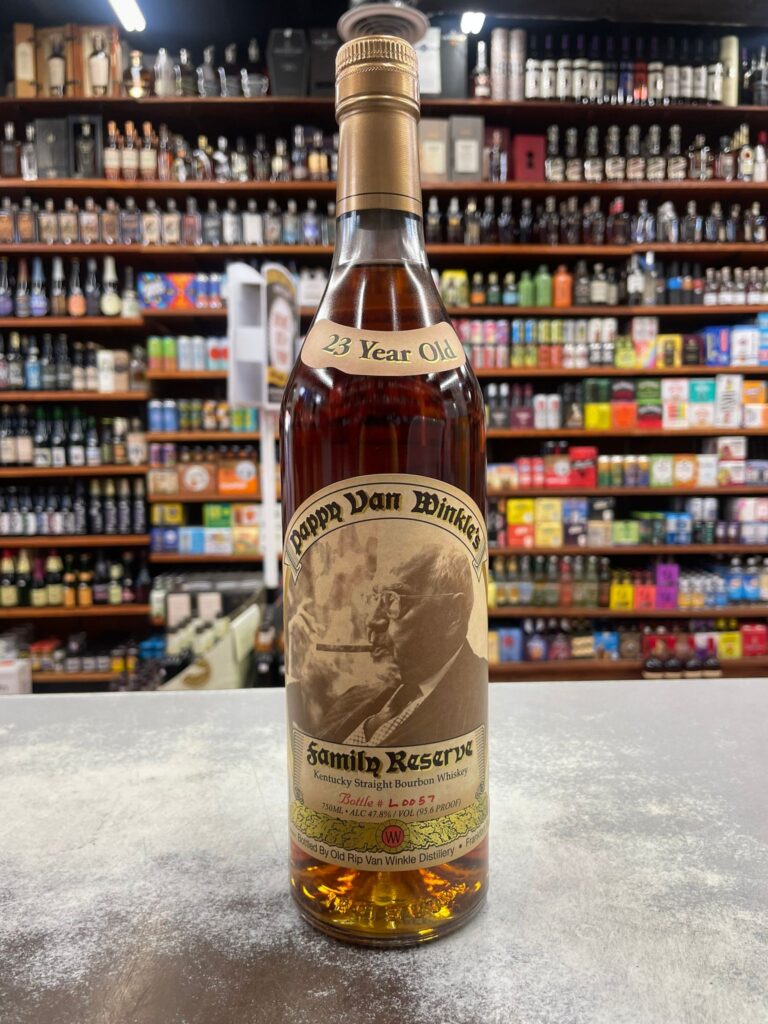 23 Year Old
Pappy Van Winkle's
Family Reserve
Kentucky Straight Bourbon Whiskey
Bottle # L0057
750ML • ALC 47.8% / VOL (95.6 PROOF)
VW
Bottled By Old Rip Van Winkle Distillery •